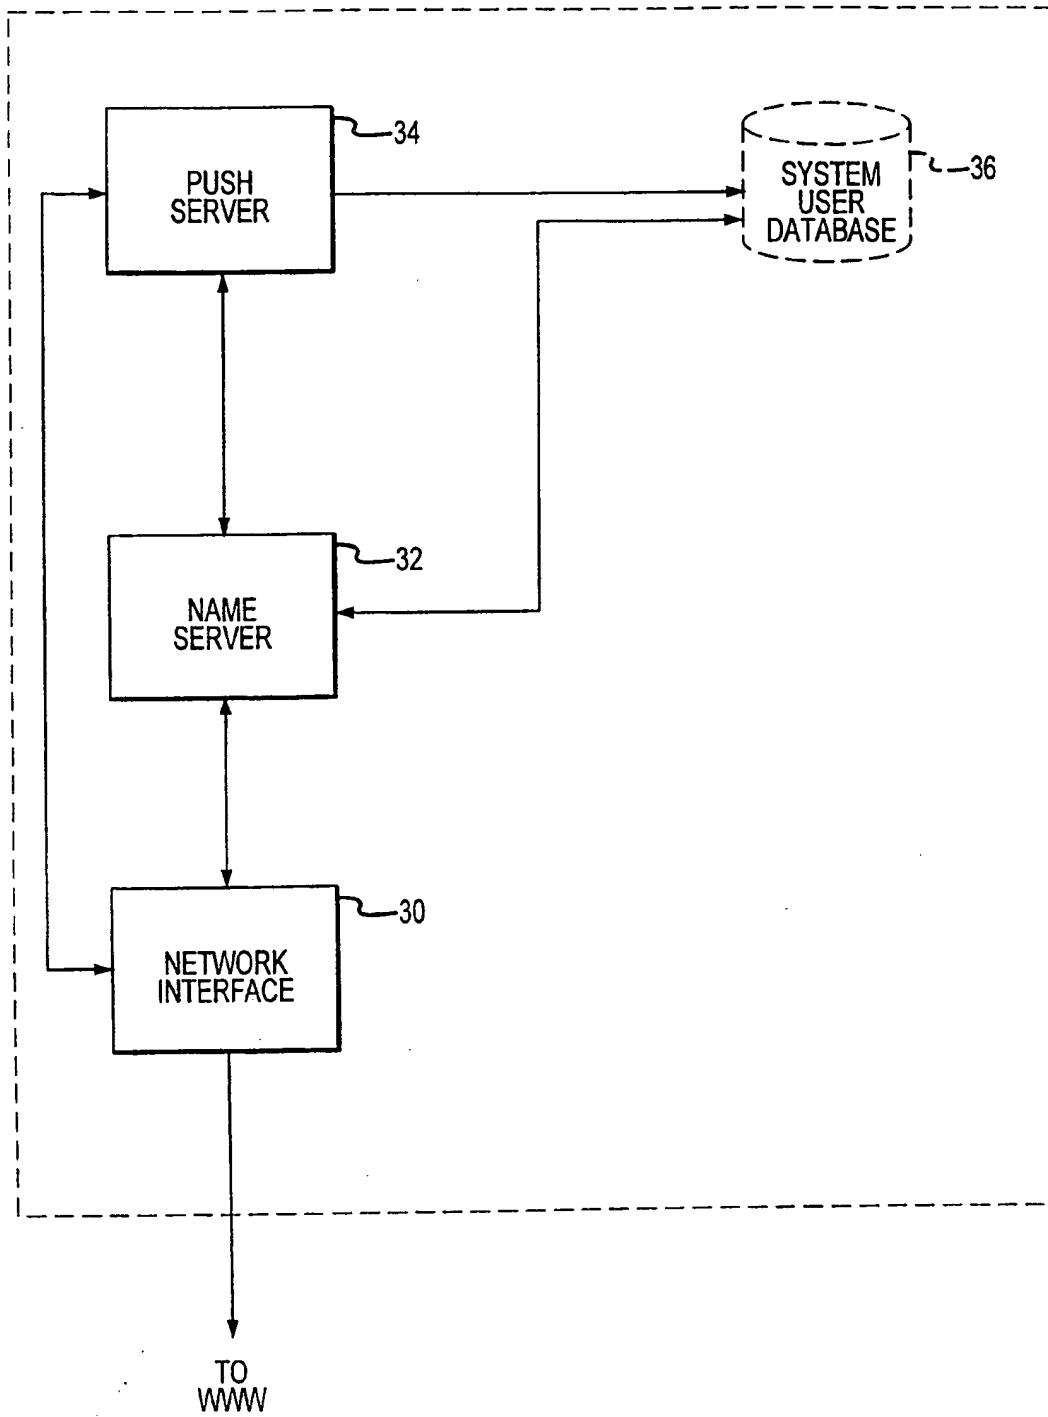 34
PUSH
SERVER
SYSTEM
USER
DATABASE
36
32
NAME
SERVER
30
NETWORK
INTERFACE
TO
WWW